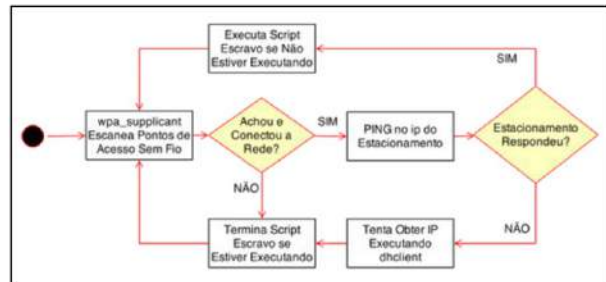 Executa Script
Escravo se Não
Estiver Executando
SIM
wpa_supplicant
Escanea Pontos de
Acesso Sem Fio
Achou e
Conectou a
Rede?
SIM
PING no ip do
Estacionamento
Estacionamento
Respondeu?
NÃO
NÃO
Termina Script
Escravo se
Estiver Executando
Tenta Obter IP
Executando
dhclient